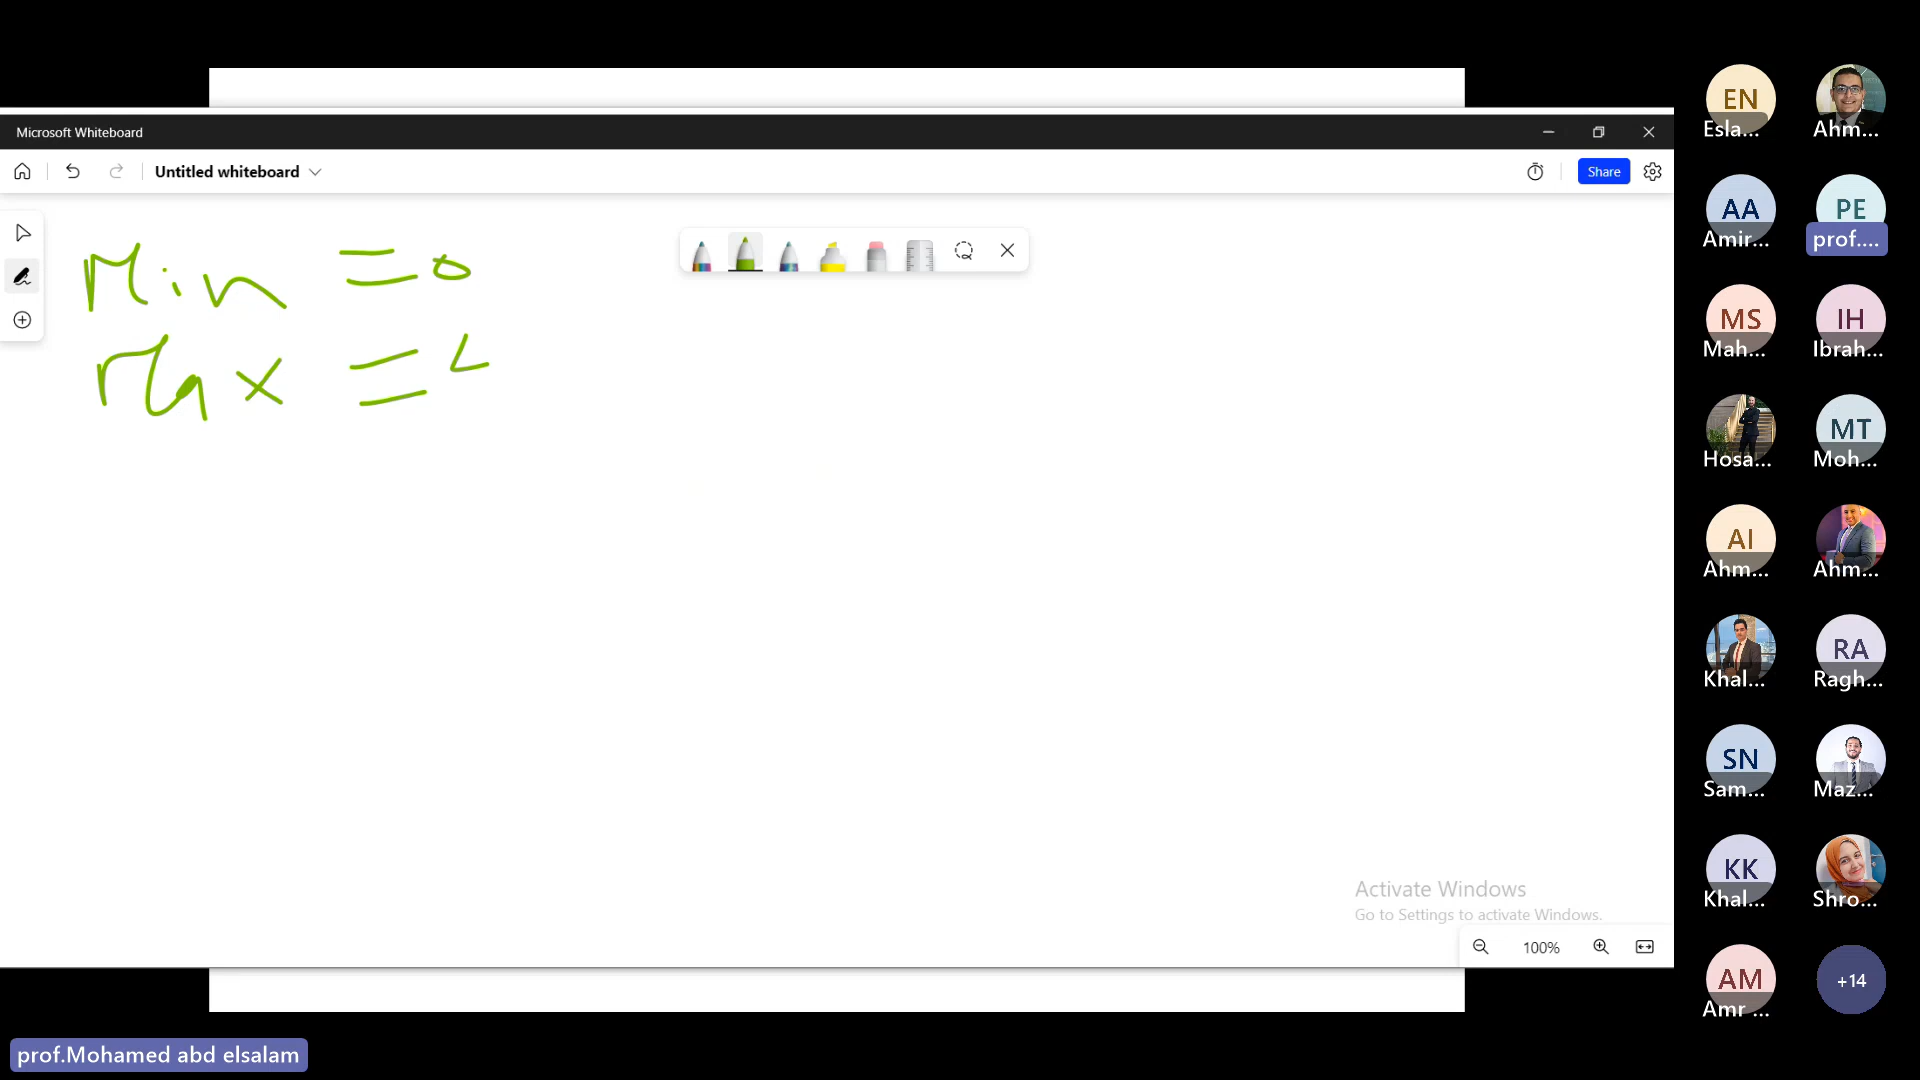 EN
Esla...
Ahm...
Microsoft Whiteboard
Untitled whiteboard
Share
AA
Amir...
PE
prof....
Min = 0
Max =
MS
Mah...
IH
Ibrah...
Hosa...
MT
Moh...
AI
Ahm...
Ahm...
Khal...
RA
Ragh...
SN
Sam...
Maz...
KK
Khal...
Shro...
Activate Windows
Go to Settings to activate Windows.
100%
AM
Amr ...
+14
prof.Mohamed abd elsalam